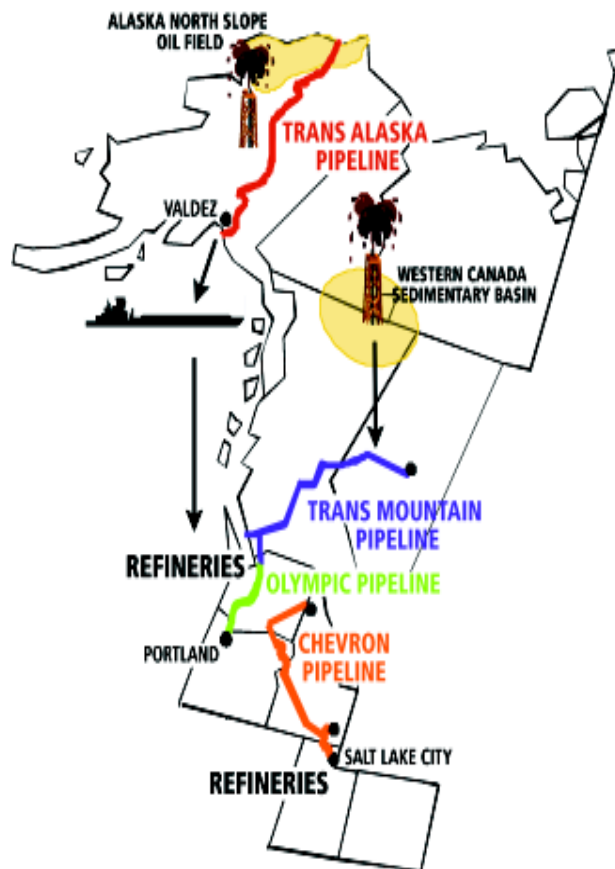 ALASKA NORTH SLOPE
OIL FIELD
TRANS ALASKA
PIPELINE
VALDEZ
WESTERN CANADA
SEDIMENTARY BASIN
TRANS MOUNTAIN
PIPELINE
REFINERIES
OLYMPIC PIPELINE
PORTLAND
CHEVRON
PIPELINE
SALT LAKE CITY
REFINERIES